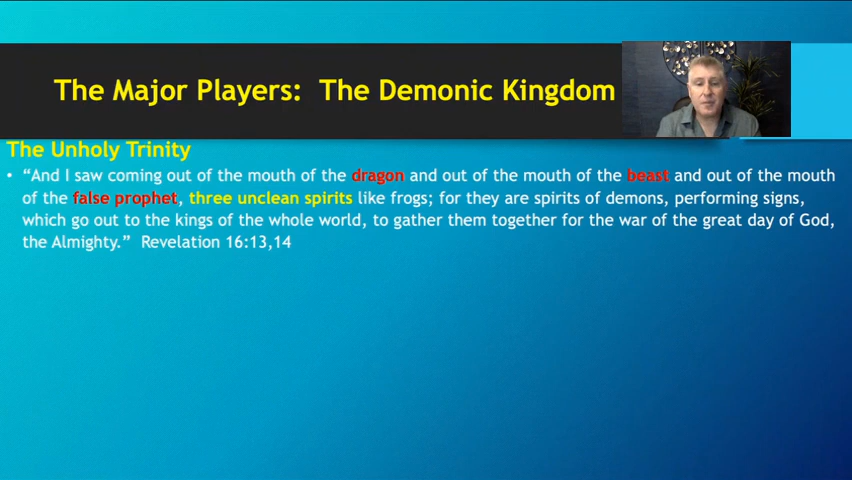 The Major Players:  The Demonic Kingdom
The Unholy Trinity
• “And I saw coming out of the mouth of the dragon and out of the mouth of the beast and out of the mouth
of the false prophet, three unclean spirits like frogs; for they are spirits of demons, performing signs,
which go out to the kings of the whole world, to gather them together for the war of the great day of God,
the Almighty.”  Revelation 16:13,14